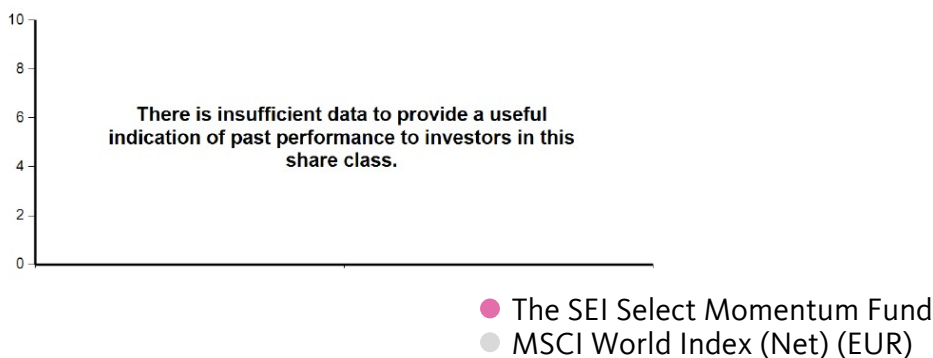 10
8
6
4
2
0
There is insufficient data to provide a useful
indication of past performance to investors in this
share class.
The SEI Select Momentum Fund
MSCI World Index (Net) (EUR)